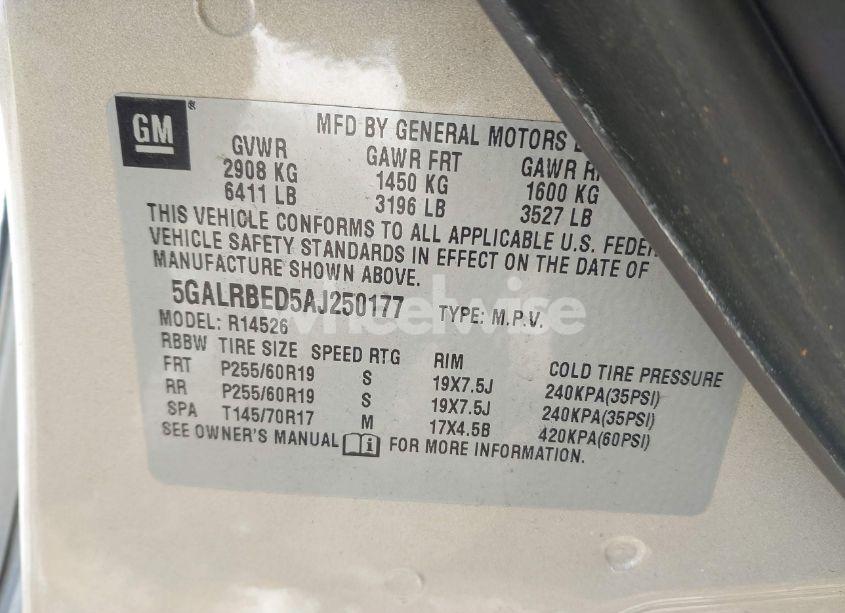 GM ®
MFD BY GENERAL MOTORS
GVWR GAWR FRT GAWR
2908 KG 1450 KG 1600 KG
6411 LB 3196 LB 3527 LB
THIS VEHICLE CONFORMS TO ALL APPLICABLE U.S.
VEHICLE SAFETY STANDARDS IN EFFECT ON THE DATE OF
MANUFACTURE SHOWN ABOVE.
5GALRBED5AJ250177 TYPE: M.P.V.
wheelwise
MODEL: R14526
RBBW TIRE SIZE SPEED RTG RIM COLD TIRE PRESSURE
FRT P255/60R19 S 19X7.5J 240KPA(35PSI)
RR P255/60R19 S 19X7.5J 240KPA(35PSI)
SPA T145/70R17 M 17X4.5B 420KPA(60PSI)
SEE OWNER'S MANUAL i FOR MORE INFORMATION.